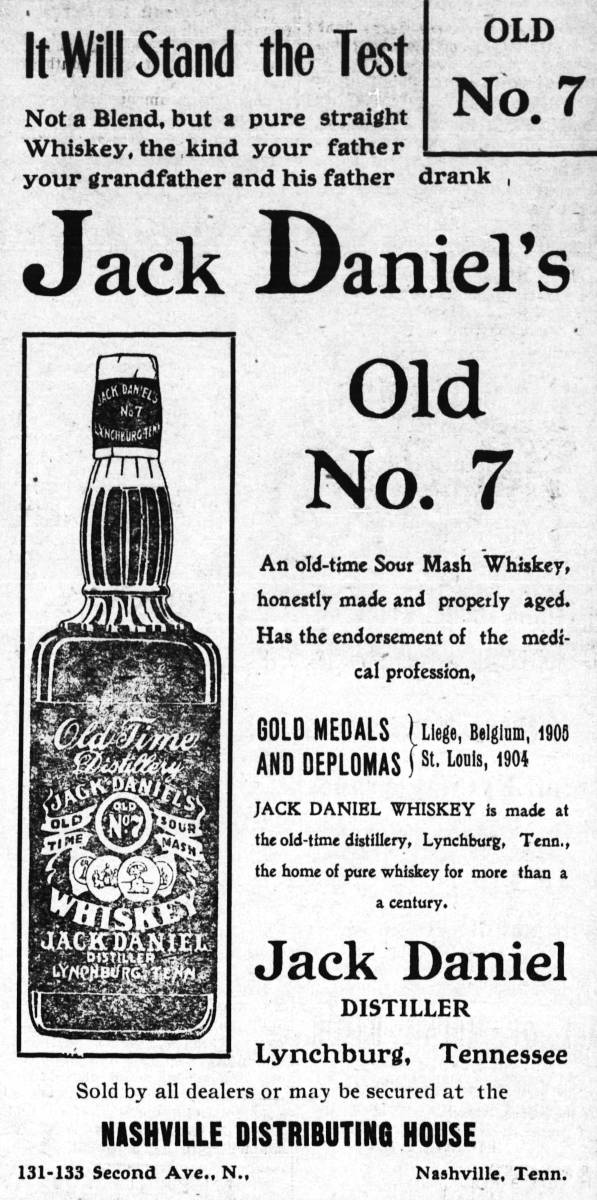 It Will Stand the Test
OLD
No. 7
Not a Blend, but a pure straight
Whiskey, the kind your father
your grandfather and his father drank
Jack Daniel's
JACK DANIEL'S
No 7
LYNCHBURG TENN
Old
No. 7
An old-time Sour Mash Whiskey,
honestly made and properly aged.
Has the endorsement of the medi-
cal profession,
GOLD MEDALS
AND DEPLOMAS
Liege, Belgium, 1905
St. Louis, 1904
JACK DANIEL WHISKEY is made at
the old-time distillery, Lynchburg, Tenn.,
the home of pure whiskey for more than a
a century.
Old Time
Distillery
JACK DANIEL'S
OLD TIME
OLD No. 7
SOUR MASH
WHISKEY
JACK DANIEL
DISTILLER
LYNCHBURG, TENN.
Jack Daniel
DISTILLER
Lynchburg, Tennessee
Sold by all dealers or may be secured at the
NASHVILLE DISTRIBUTING HOUSE
131-133 Second Ave., N.,
Nashville, Tenn.